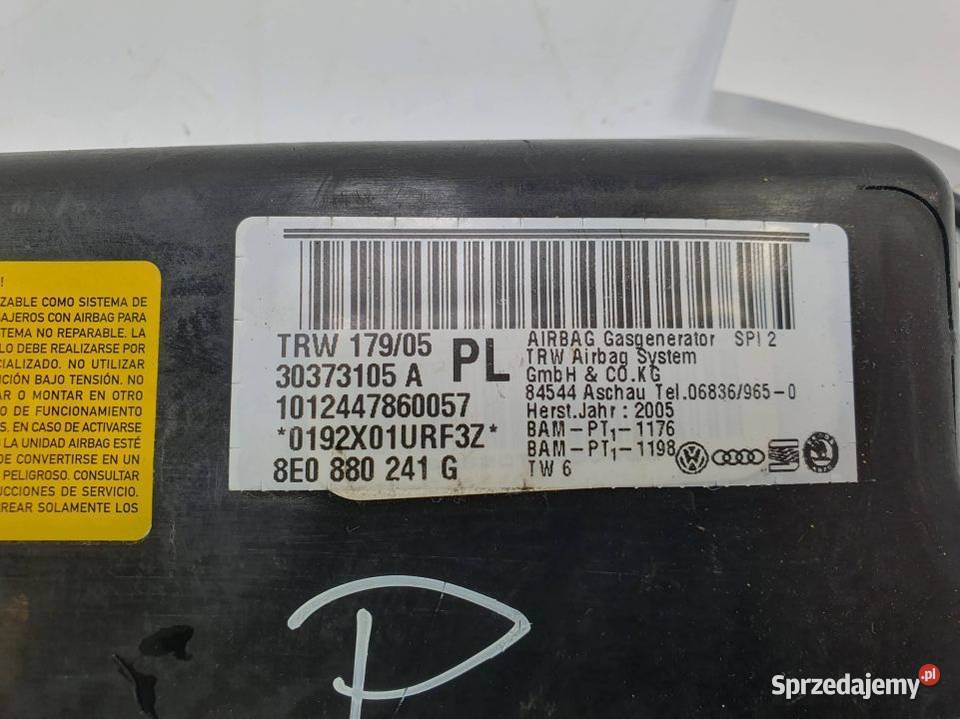 !
ZABLE COMO SISTEMA DE
AJEROS CON AIRBAG PARA
TEMA NO REPARABLE. LA
LO DEBE REALIZARSE POR
CIALIZADO. NO UTILIZAR
NCIÓN BAJO TENSIÓN. NO
AR O MONTAR EN OTRO
O DE FUNCIONAMIENTO
S. EN CASO DE ACTIVARSE
LA UNIDAD AIRBAG ESTÉ
DE CONVERTIRSE EN UN
PELIGROSO. CONSULTAR
UCCIONES DE SERVICIO.
REAR SOLAMENTE LOS
TRW 179/05
30373105 A
PL
1012447860057
*0192X01URF3Z*
8E0 880 241 G
AIRBAG Gasgenerator SPI 2
TRW Airbag System
GmbH & CO.KG
84544 Aschau Tel.06836/965-0
Herst.Jahr: 2005
BAM-PT1-1176
BAM-PT1-1198
TW 6
P
Sprzedajemy.pl